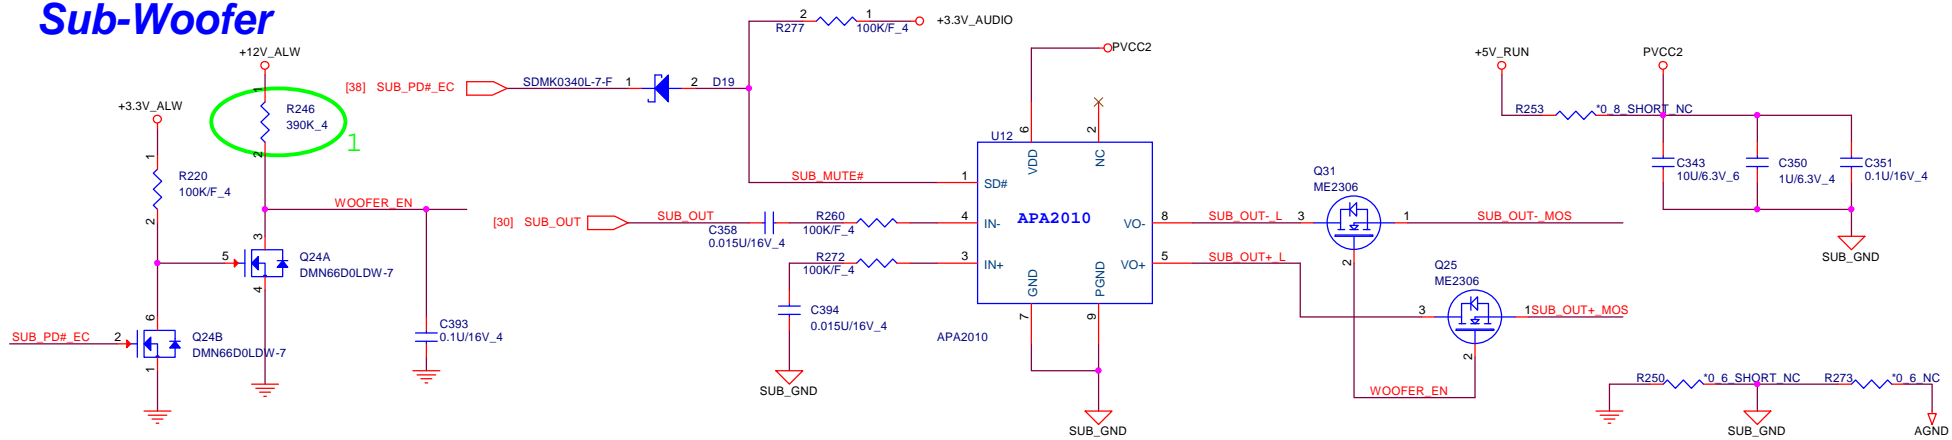 Sub-Woofer
+12V_ALW
1
R246
390K_4
2
1
+3.3V_ALW
1
R220
100K/F_4
2
WOOFER_EN
3
5
Q24A
DMN66D0LDW-7
4
6
SUB_PD#_EC
2
Q24B
DMN66D0LDW-7
1
C393
0.1U/16V_4
[38] SUB_PD#_EC
SDMK0340L-7-F
1
2
D19
2
R277
1
100K/F_4
+3.3V_AUDIO
SUB_MUTE#
[30] SUB_OUT
SUB_OUT
C358
0.015U/16V_4
R260
100K/F_4
R272
100K/F_4
C394
0.015U/16V_4
SUB_GND
PVCC2
U12
6
VDD
2
NC
1
SD#
4
IN-
3
IN+
APA2010
VO-
8
VO+
5
GND
7
PGND
9
APA2010
SUB_GND
SUB_OUT-_L
3
Q31
ME2306
1
2
SUB_OUT-_MOS
SUB_OUT+_L
Q25
ME2306
3
1
SUB_OUT+_MOS
2
WOOFER_EN
+5V_RUN
R253
*0_8_SHORT_NC
PVCC2
C343
10U/6.3V_6
C350
1U/6.3V_4
C351
0.1U/16V_4
SUB_GND
R250
*0_6_SHORT_NC
R273
*0_6_NC
SUB_GND
AGND